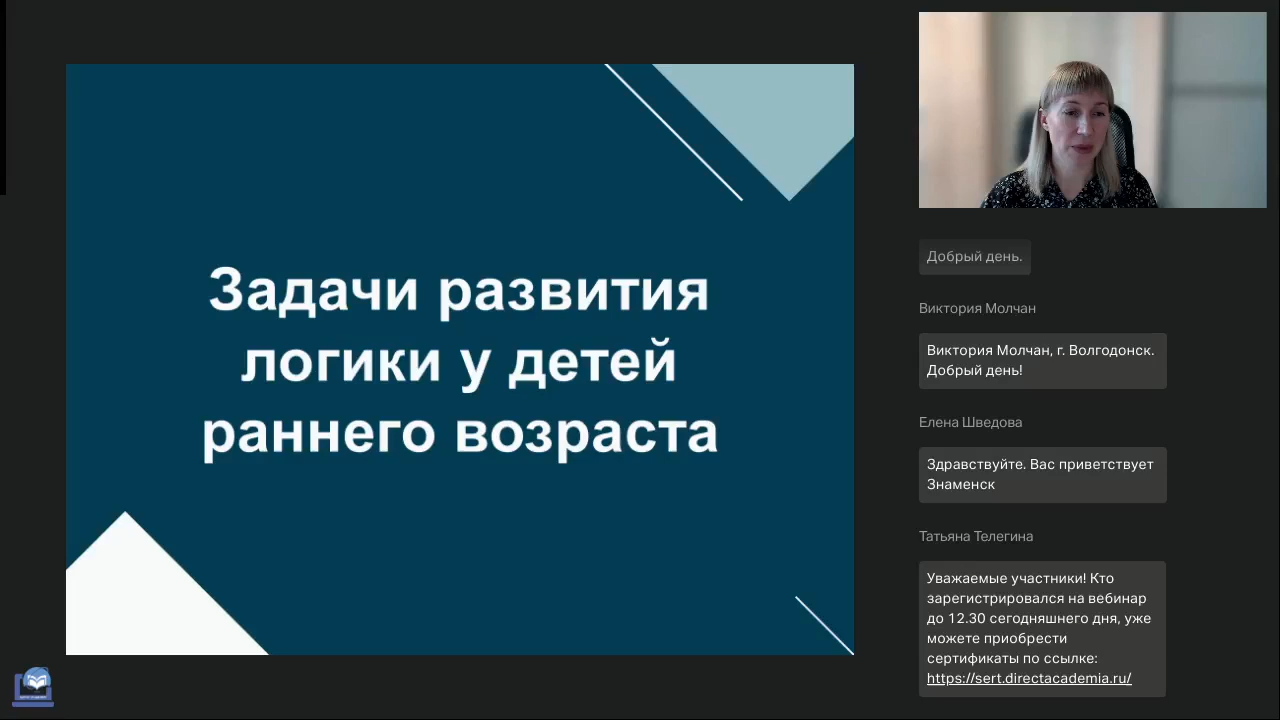 Задачи развития
логики у детей
раннего возраста
Добрый день.
Виктория Молчан
Виктория Молчан, г. Волгодонск.
Добрый день!
Елена Шведова
Здравствуйте. Вас приветствует
Знаменск
Татьяна Телегина
Уважаемые участники! Кто
зарегистрировался на вебинар
до 12.30 сегодняшнего дня, уже
можете приобрести
сертификаты по ссылке:
https://sert.directacademia.ru/